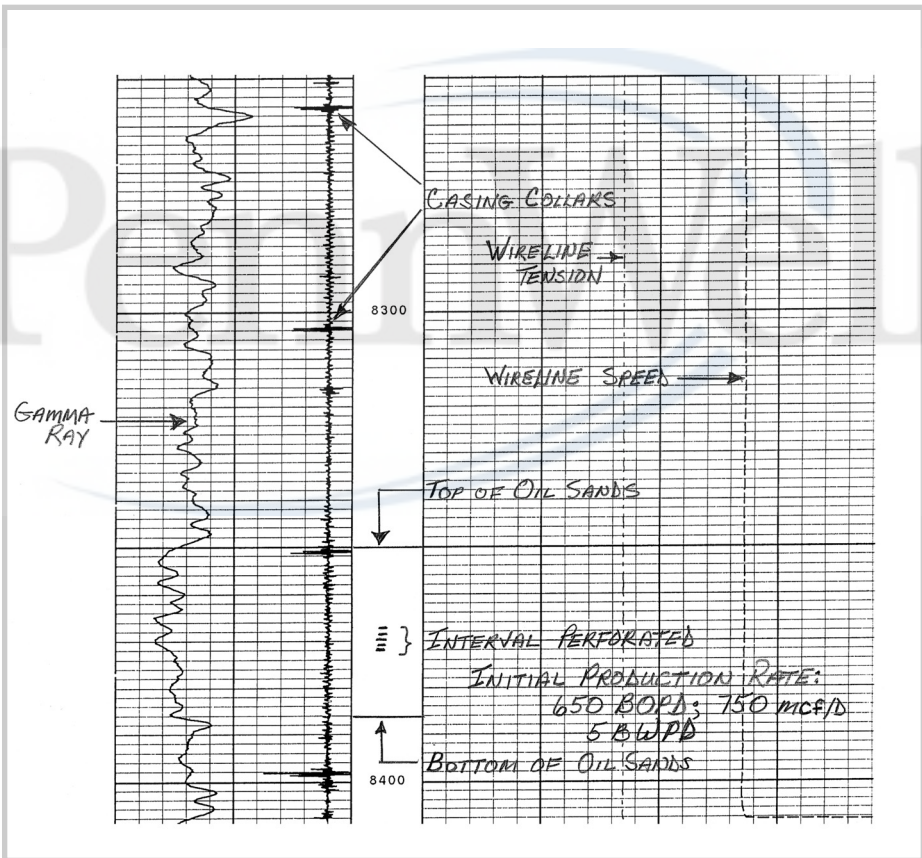 PennWell
CASING COLLARS
WIRELINE
TENSION
8300
WIRELINE SPEED
GAMMA
RAY
TOP OF OIL SANDS
INTERVAL PERFORATED
INITIAL PRODUCTION RATE:
650 BOPD; 750 mcf/D
5 BWPD
BOTTOM OF OIL SANDS
8400